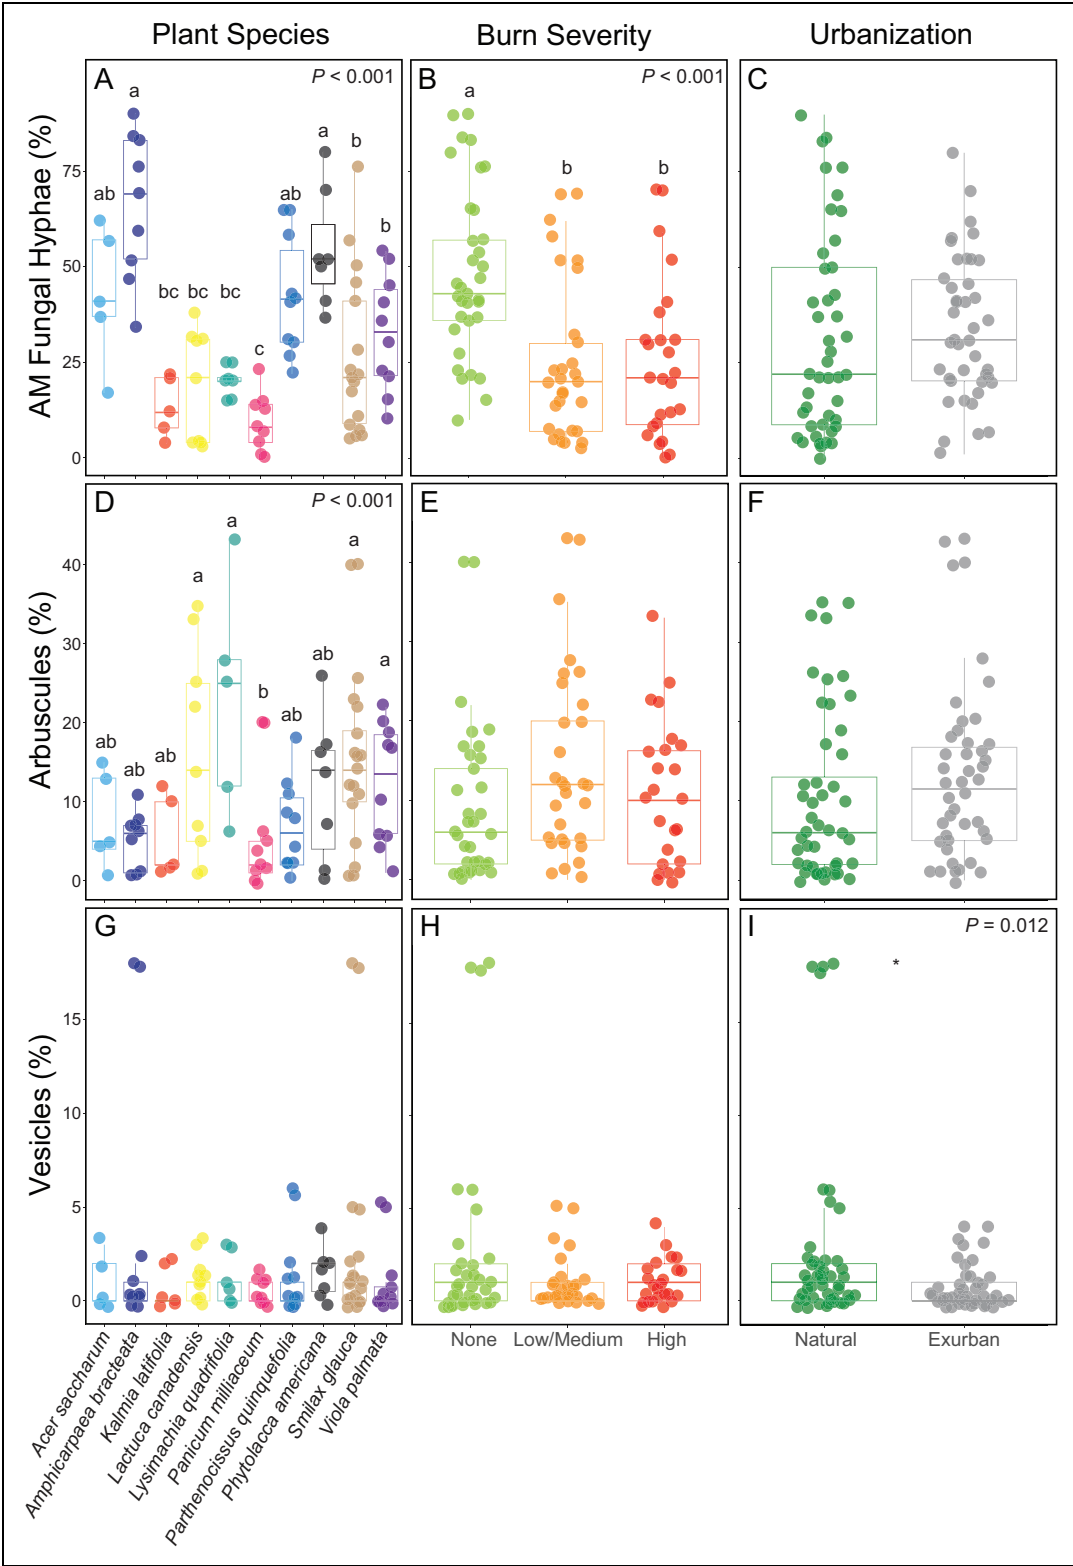 Plant Species Burn Severity Urbanization
A P < 0.001 B P < 0.001 C
AM Fungal Hyphae (%)
75
50
25
0
ab a bc bc bc c ab a b b
a b b
D P < 0.001 E F
Arbuscules (%)
40
30
20
10
0
ab ab ab a a b ab ab a a
G H I P = 0.012
*
Vesicles (%)
15
10
5
0
None Low/Medium High Natural Exurban
Acer saccharum
Amphicarpaea bracteata
Kalmia latifolia
Lactuca canadensis
Lysimachia quadrifolia
Panicum milliaceum
Parthenocissus quinquefolia
Phytolacca americana
Smilax glauca
Viola palmata